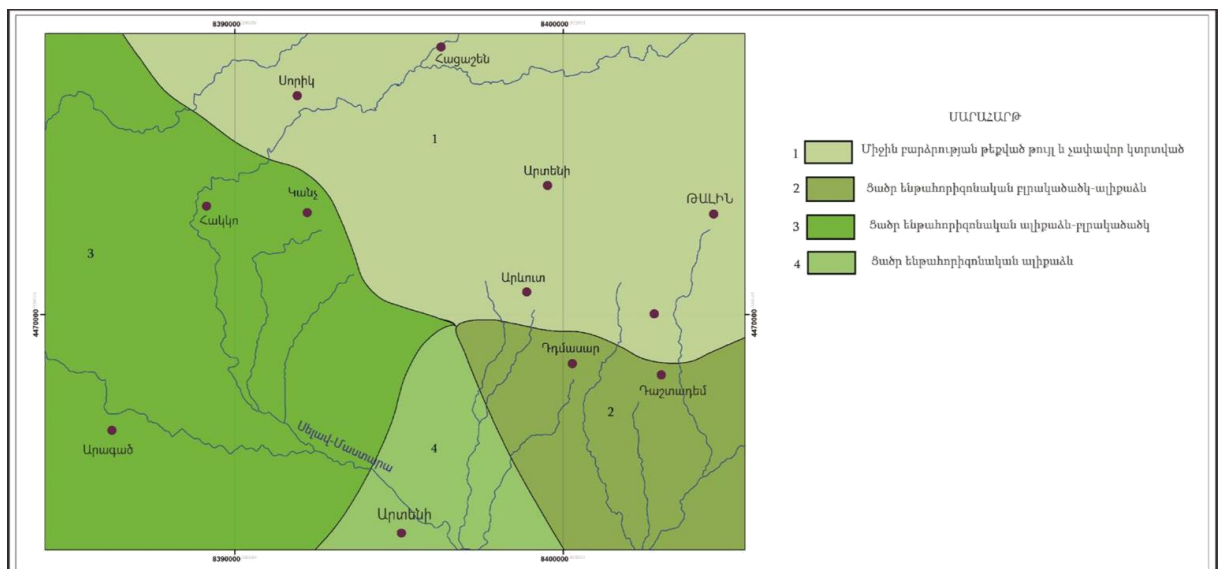 8390000
8400000
Հացաշեն
Սորիկ
1
Արտենի
Կանչ
Հակկո
ԹԱԼԻՆ
3
Արևուտ
4470000
4470000
Դդմասար
Դաշտադեմ
2
Սելավ-Մաստարա
Արագած
4
Արտենի
8390000
8400000
ՍԱՐԱՀԱՐԹ
1 Միջին բարձրության թեքված թույլ և չափավոր կտրտված
2 Ցածր ենթահորիզոնական բլրակածածկ-ալիքաձև
3 Ցածր ենթահորիզոնական ալիքաձև-բլրակածածկ
4 Ցածր ենթահորիզոնական ալիքաձև